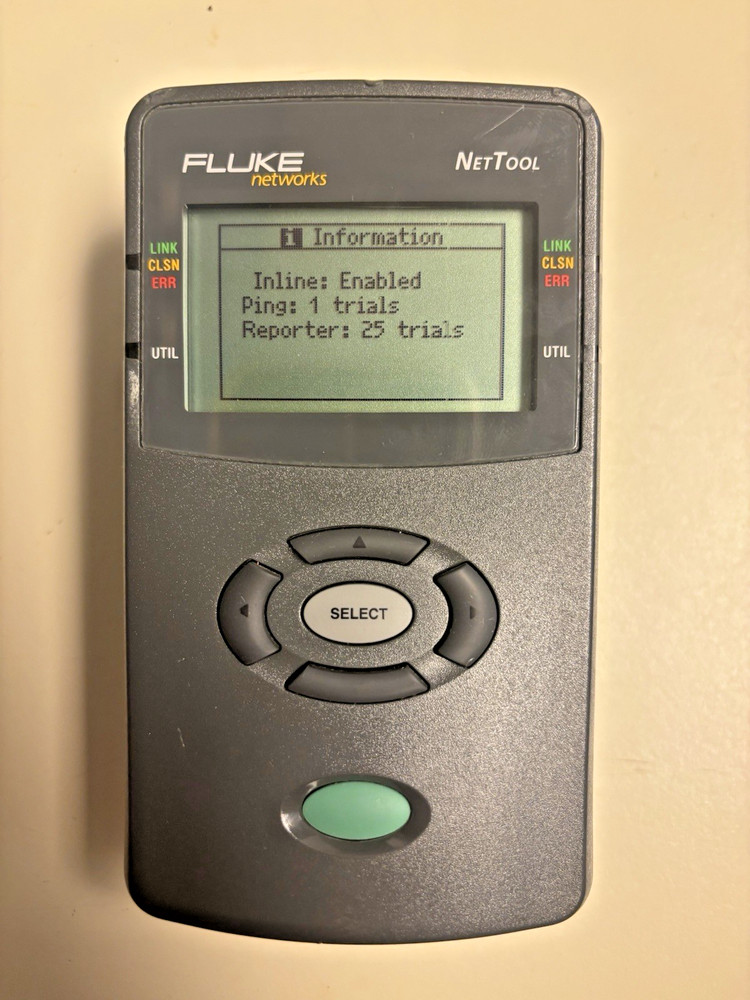 FLUKE
networks
NETTOOL
LINK
CLSN
ERR
UTIL
i Information
Inline: Enabled
Ping: 1 trials
Reporter: 25 trials
LINK
CLSN
ERR
UTIL
SELECT